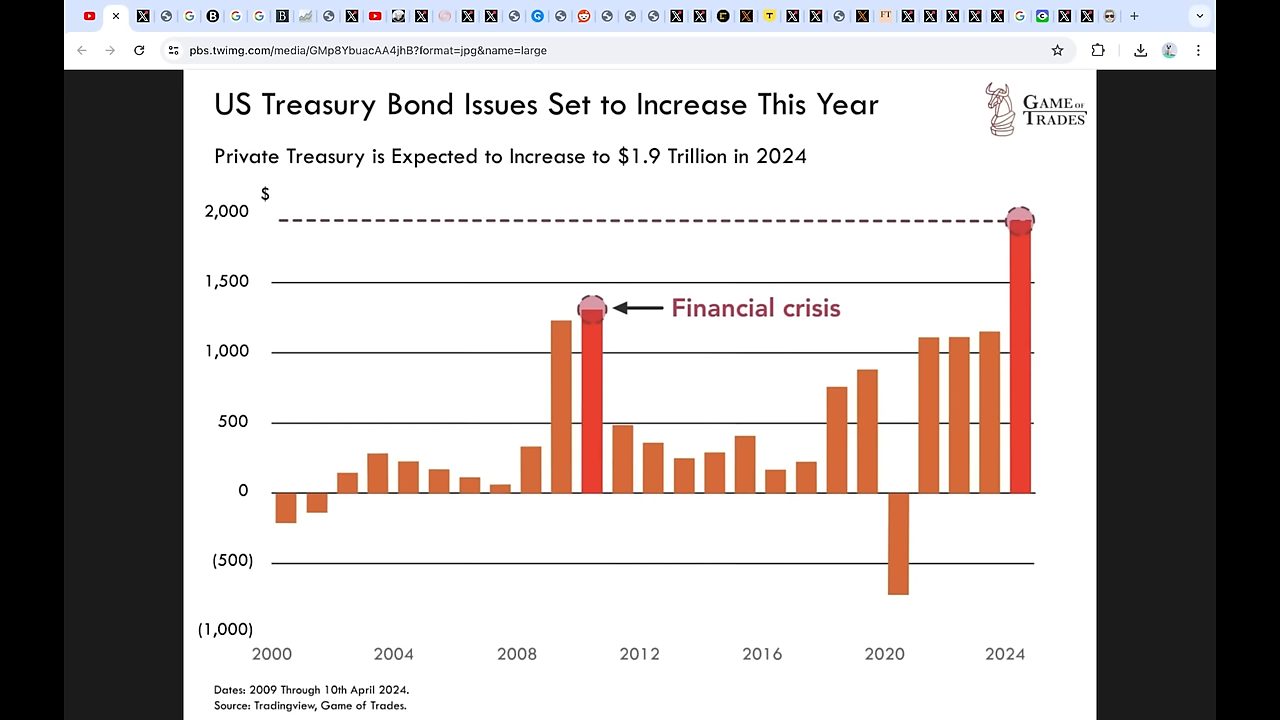 pbs.twimg.com/media/GMp8YbuacAA4jhB?format=jpg&name=large
US Treasury Bond Issues Set to Increase This Year
GAME OF
TRADES
Private Treasury is Expected to Increase to $1.9 Trillion in 2024
$
2,000
1,500
Financial crisis
1,000
500
0
(500)
(1,000)
2000 2004 2008 2012 2016 2020 2024
Dates: 2009 Through 10th April 2024.
Source: Tradingview, Game of Trades.